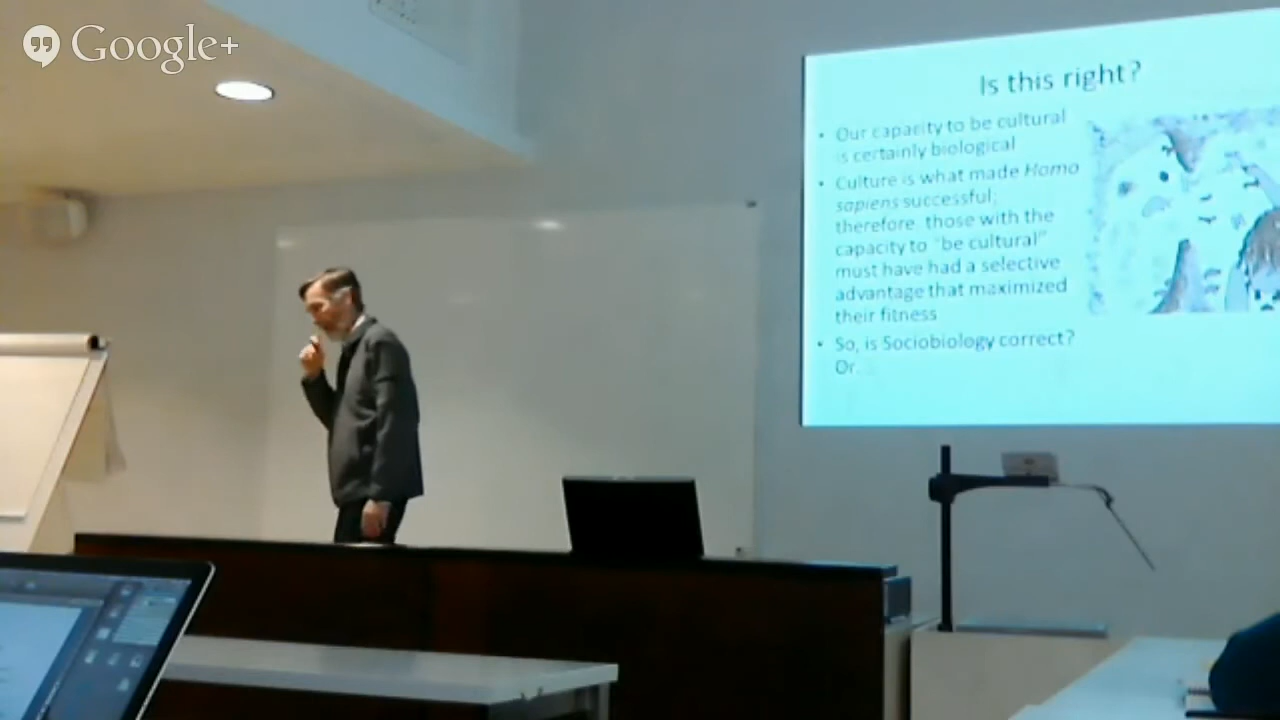 Google+
Is this right?
• Our capacity to be cultural
is certainly biological
• Culture is what made Homo
sapiens successful;
therefore those with the
capacity to "be cultural"
must have had a selective
advantage that maximized
their fitness
• So, is Sociobiology correct?
Or...